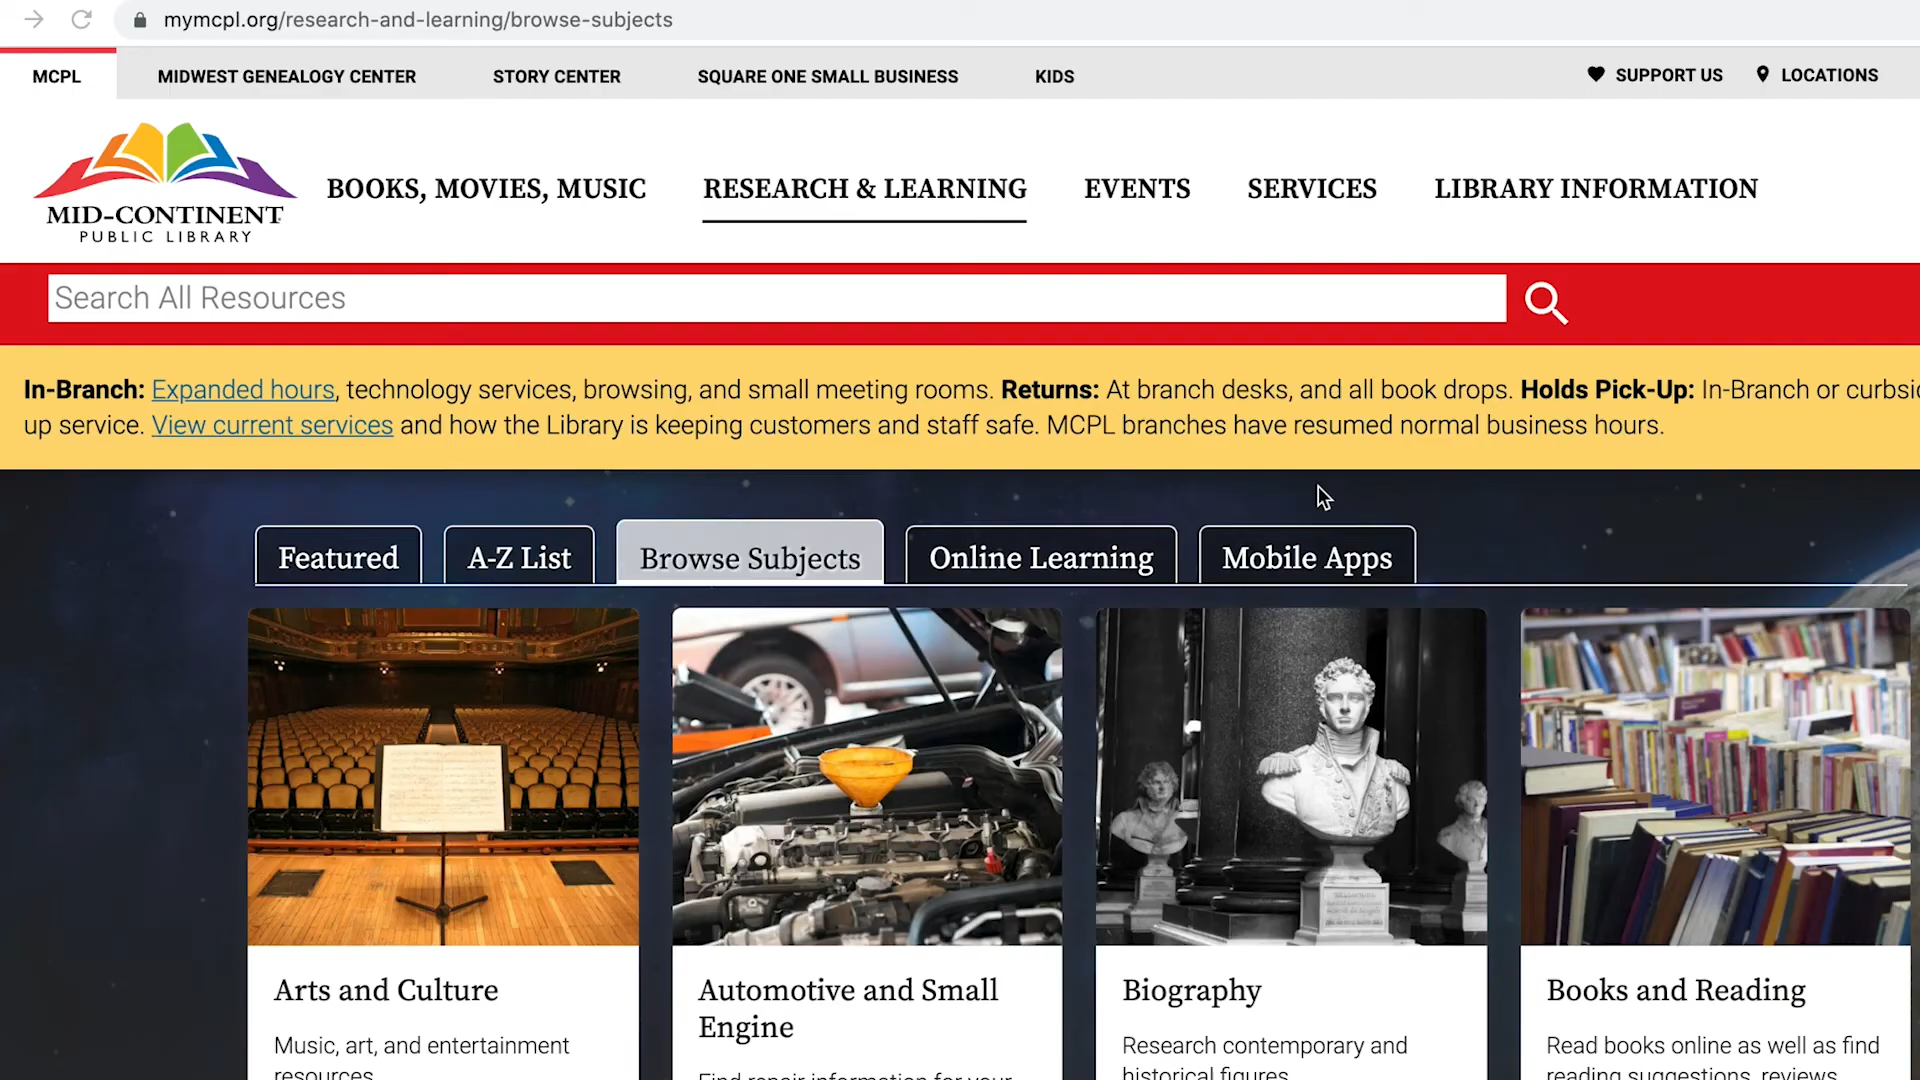 mymcpl.org/research-and-learning/browse-subjects
MCPL MIDWEST GENEALOGY CENTER STORY CENTER SQUARE ONE SMALL BUSINESS KIDS SUPPORT US LOCATIONS
MID-CONTINENT
PUBLIC LIBRARY
BOOKS, MOVIES, MUSIC RESEARCH & LEARNING EVENTS SERVICES LIBRARY INFORMATION
Search All Resources
In-Branch: Expanded hours, technology services, browsing, and small meeting rooms. Returns: At branch desks, and all book drops. Holds Pick-Up: In-Branch or
up service. View current services and how the Library is keeping customers and staff safe. MCPL branches have resumed normal business hours.
Featured A-Z List Browse Subjects Online Learning Mobile Apps
Arts and Culture
Music, art, and entertainment
resources
Automotive and Small
Engine
Find repair information for your
Biography
Research contemporary and
historical figures
Books and Reading
Read books online as well as find
reading suggestions, reviews